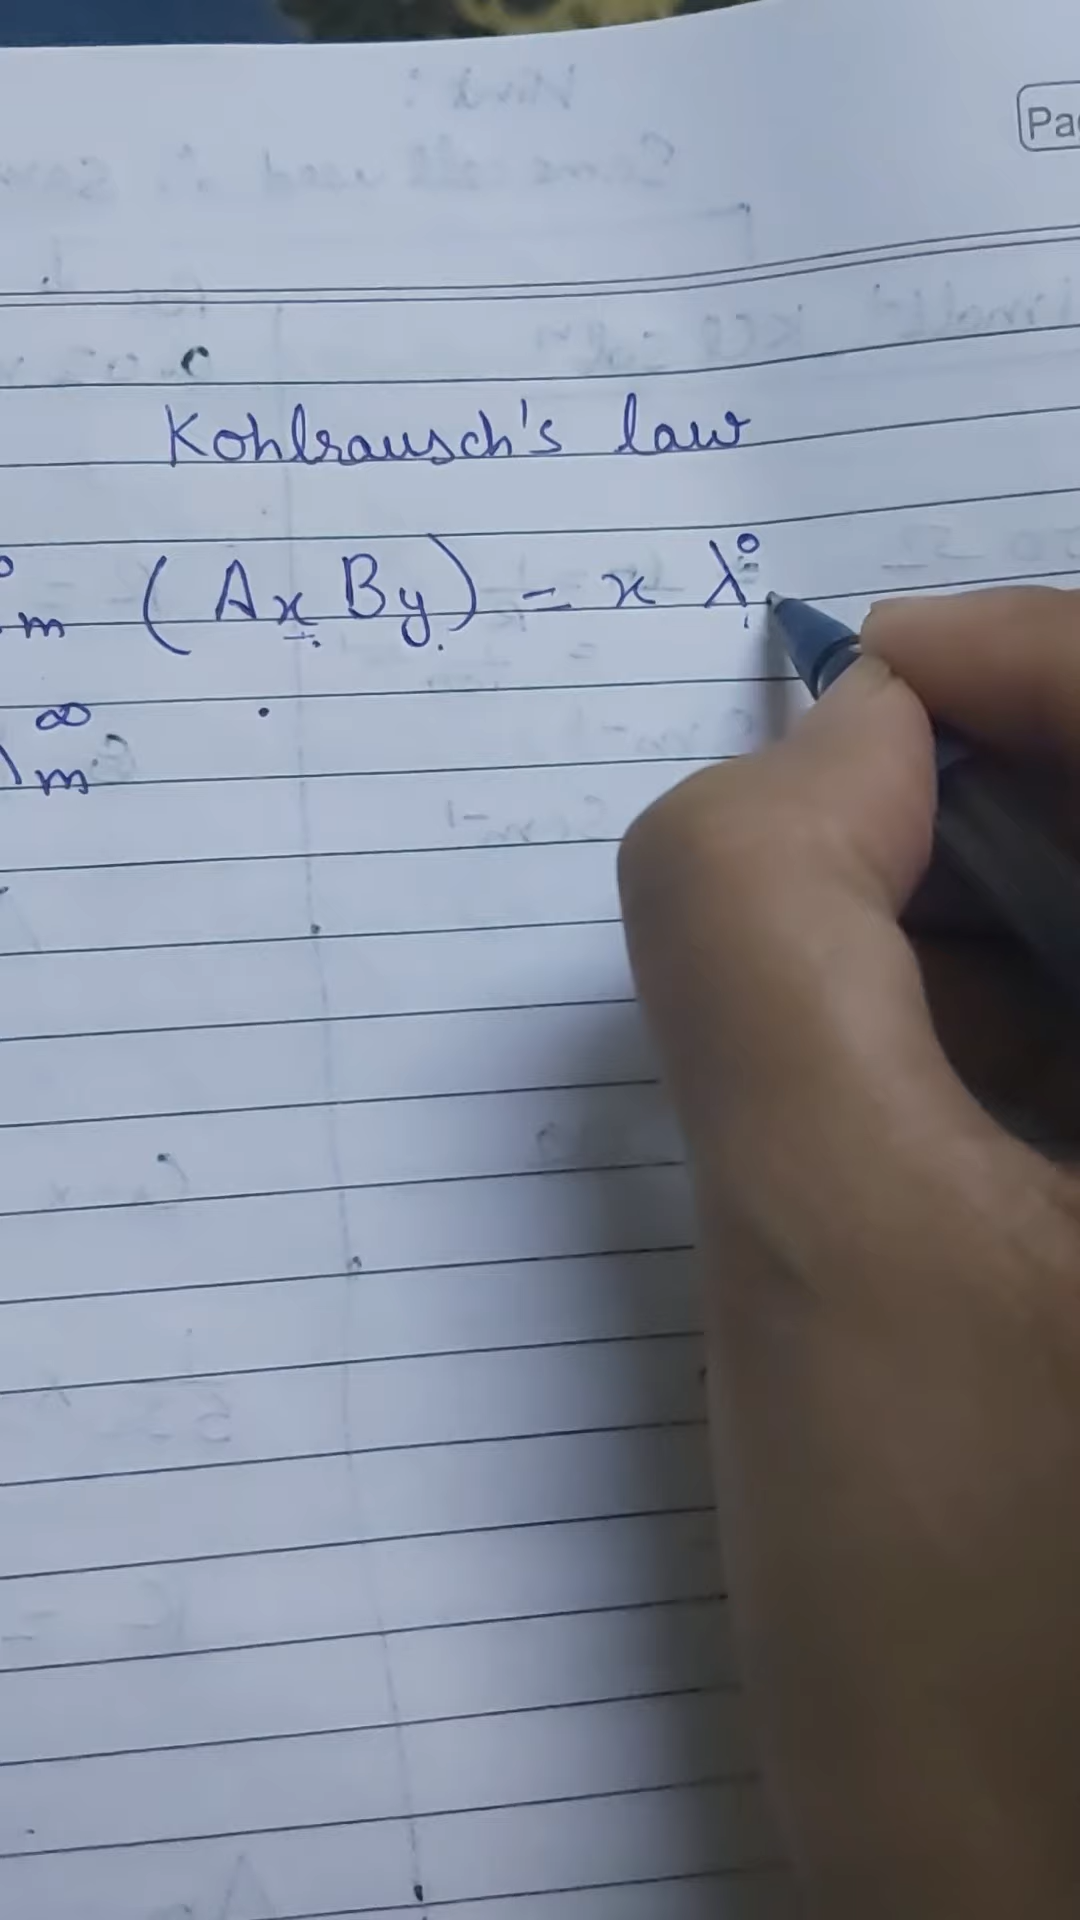 Pa
Kohlrausch's law
°m (Ax By) = x λ°
λ∞m